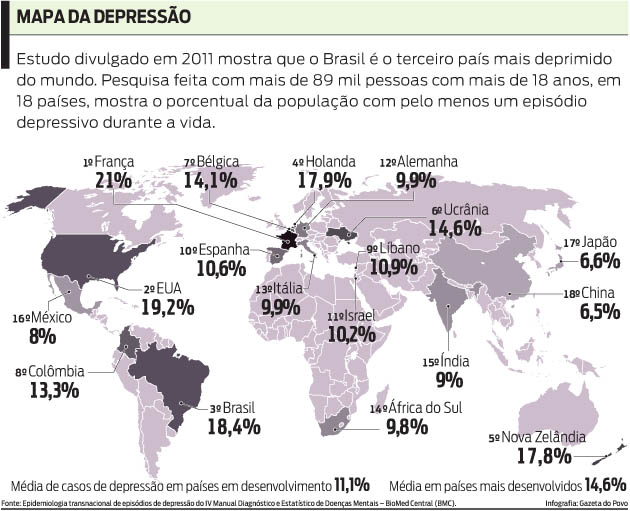 MAPA DA DEPRESSÃO
Estudo divulgado em 2011 mostra que o Brasil é o terceiro país mais deprimido
do mundo. Pesquisa feita com mais de 89 mil pessoas com mais de 18 anos, em
18 países, mostra o porcentual da população com pelo menos um episódio
depressivo durante a vida.
1º França
21%
7º Bélgica
14,1%
4º Holanda
17,9%
12º Alemanha
9,9%
6º Ucrânia
14,6%
10º Espanha
10,6%
9º Líbano
10,9%
17º Japão
6,6%
2º EUA
19,2%
13º Itália
9,9%
11º Israel
10,2%
18º China
6,5%
16º México
8%
8º Colômbia
13,3%
15º Índia
9%
3º Brasil
18,4%
14º África do Sul
9,8%
5º Nova Zelândia
17,8%
Média de casos de depressão em países em desenvolvimento 11,1%
Média em países mais desenvolvidos 14,6%
Fonte: Epidemiologia transnacional de episódios de depressão do IV Manual Diagnóstico e Estatístico de Doenças Mentais – BioMed Central (BMC).
Infografia: Gazeta do Povo